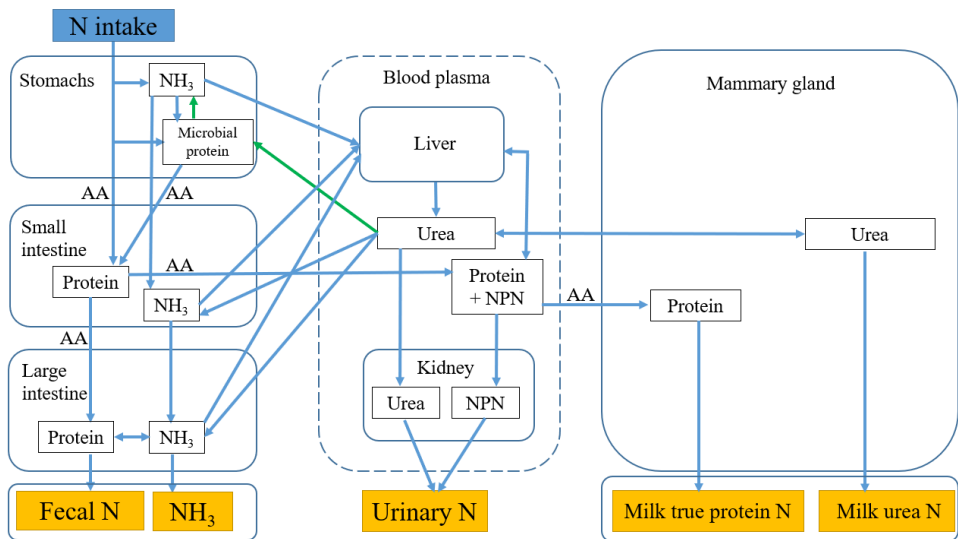 N intake
Stomachs
NH₃
Microbial
protein
AA
AA
Small
intestine
Protein
NH₃
AA
AA
Large
intestine
Protein
NH₃
Fecal N
NH₃
Blood plasma
Liver
Urea
Protein
+ NPN
AA
Kidney
Urea
NPN
Urinary N
Mammary gland
Urea
Protein
Milk true protein N
Milk urea N